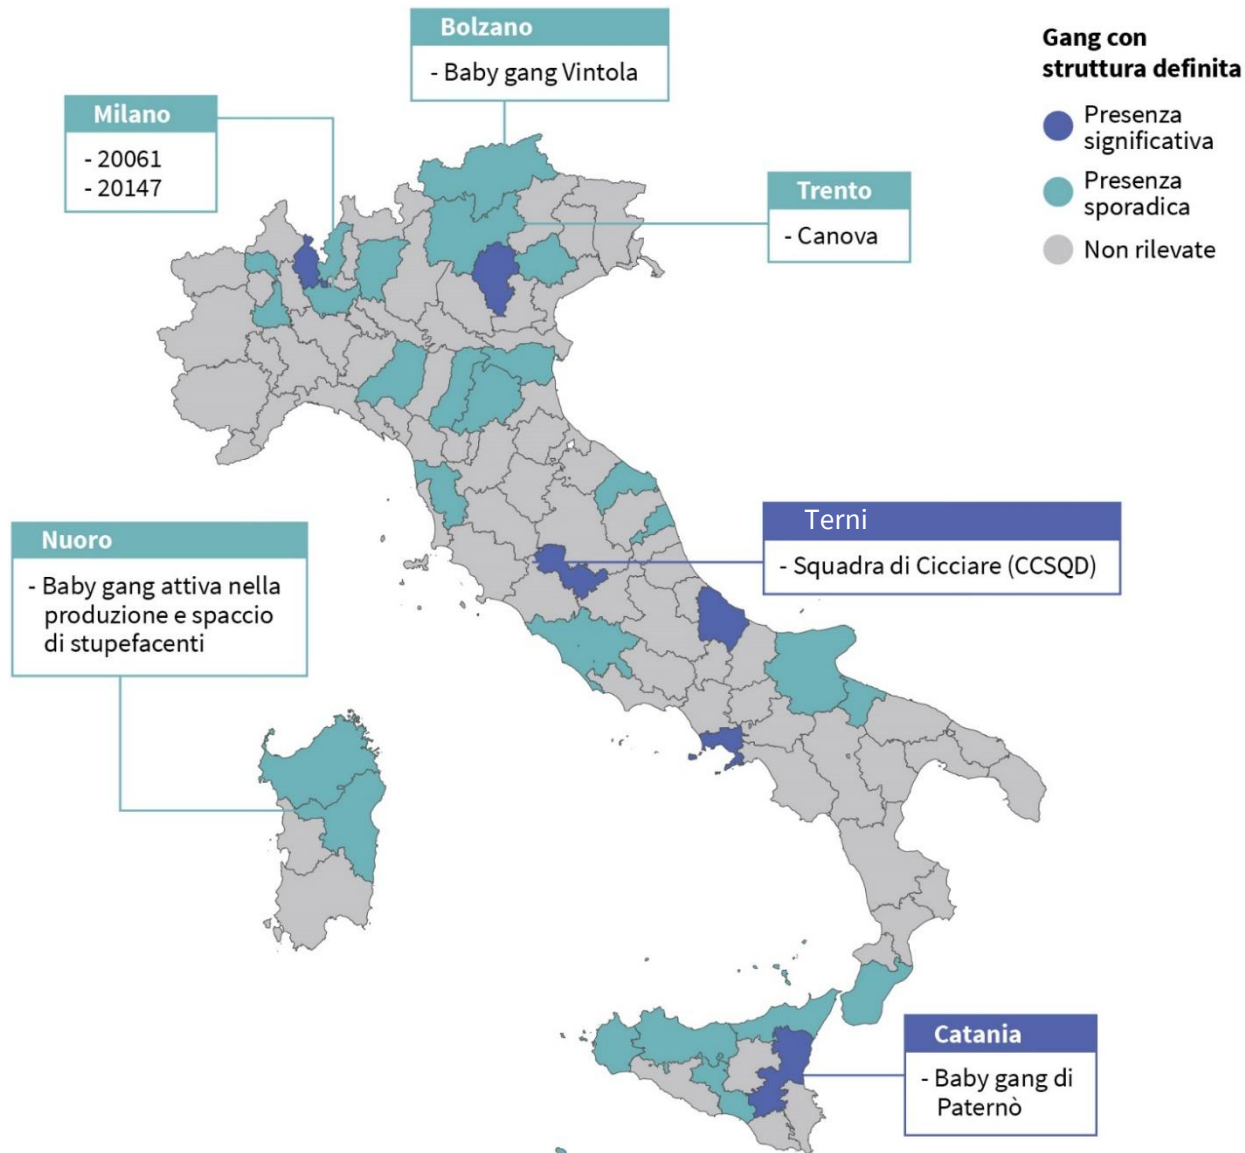 Bolzano
- Baby gang Vintola
Gang con
struttura definita
Presenza
significativa
Presenza
sporadica
Non rilevate
Milano
- 20061
- 20147
Trento
- Canova
Terni
- Squadra di Cicciare (CCSQD)
Nuoro
- Baby gang attiva nella
produzione e spaccio
di stupefacenti
Catania
- Baby gang di
Paternò